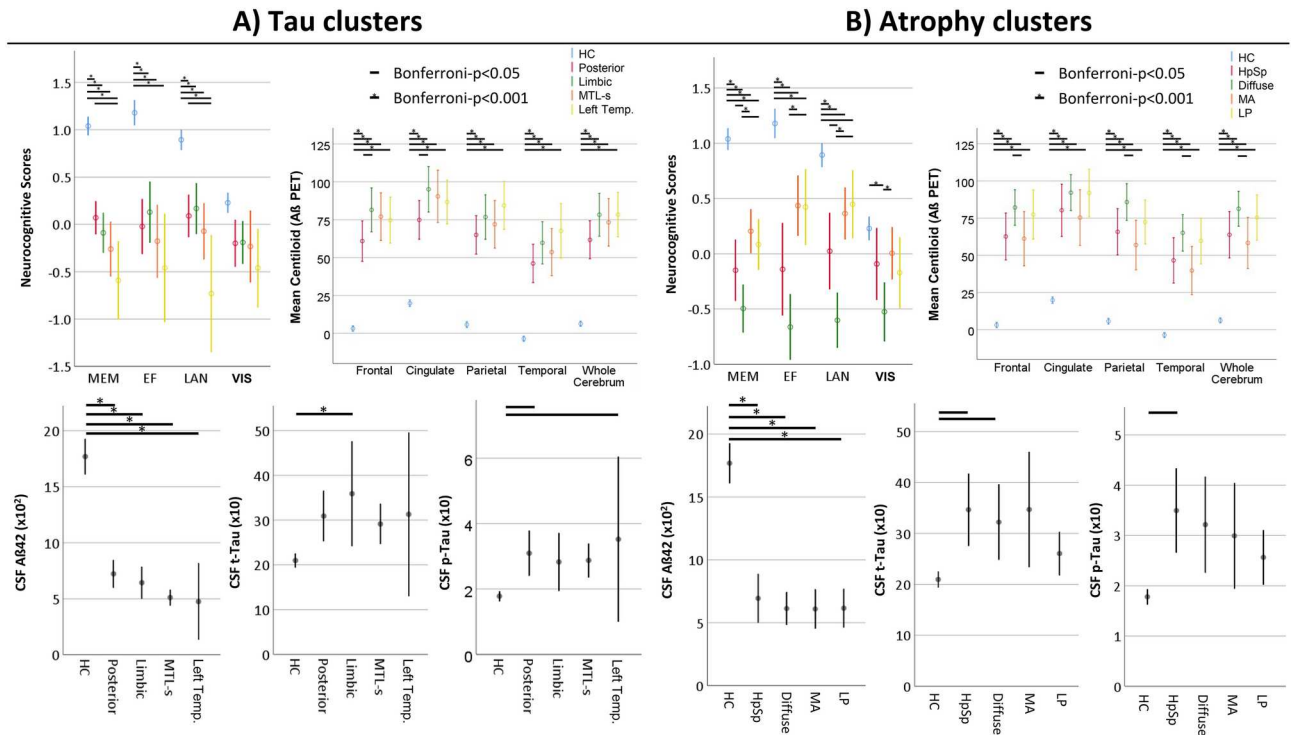 A) Tau clusters
B) Atrophy clusters
HC
Posterior
Limbic
MTL-s
Left Temp.
Bonferroni-p<0.05
Bonferroni-p<0.001
Neurocognitive Scores
1.5
1.0
0.5
0.0
-0.5
-1.0
-1.5
MEM EF LAN VIS
Mean Centiloid (Aß PET)
125
100
75
50
25
0
Frontal Cingulate Parietal Temporal Whole
Cerebrum
HC
HpSp
Diffuse
MA
LP
Bonferroni-p<0.05
Bonferroni-p<0.001
Neurocognitive Scores
1.5
1.0
0.5
0.0
-0.5
-1.0
MEM EF LAN VIS
Mean Centiloid (Aß PET)
125
100
75
50
25
0
Frontal Cingulate Parietal Temporal Whole
Cerebrum
CSF Aß42 (x10²)
20
15
10
5
0
HC
Posterior
Limbic
MTL-s
Left Temp.
CSF t-Tau (x10)
50
40
30
20
10
0
HC
Posterior
Limbic
MTL-s
Left Temp.
CSF p-Tau (x10)
6
4
2
0
HC
Posterior
Limbic
MTL-s
Left Temp.
CSF Aß42 (x10²)
20
15
10
5
0
HC
HpSp
Diffuse
MA
LP
CSF t-Tau (x10)
50
40
30
20
10
0
HC
HpSp
Diffuse
MA
LP
CSF p-Tau (x10)
5
4
3
2
1
0
HC
HpSp
Diffuse
MA
LP